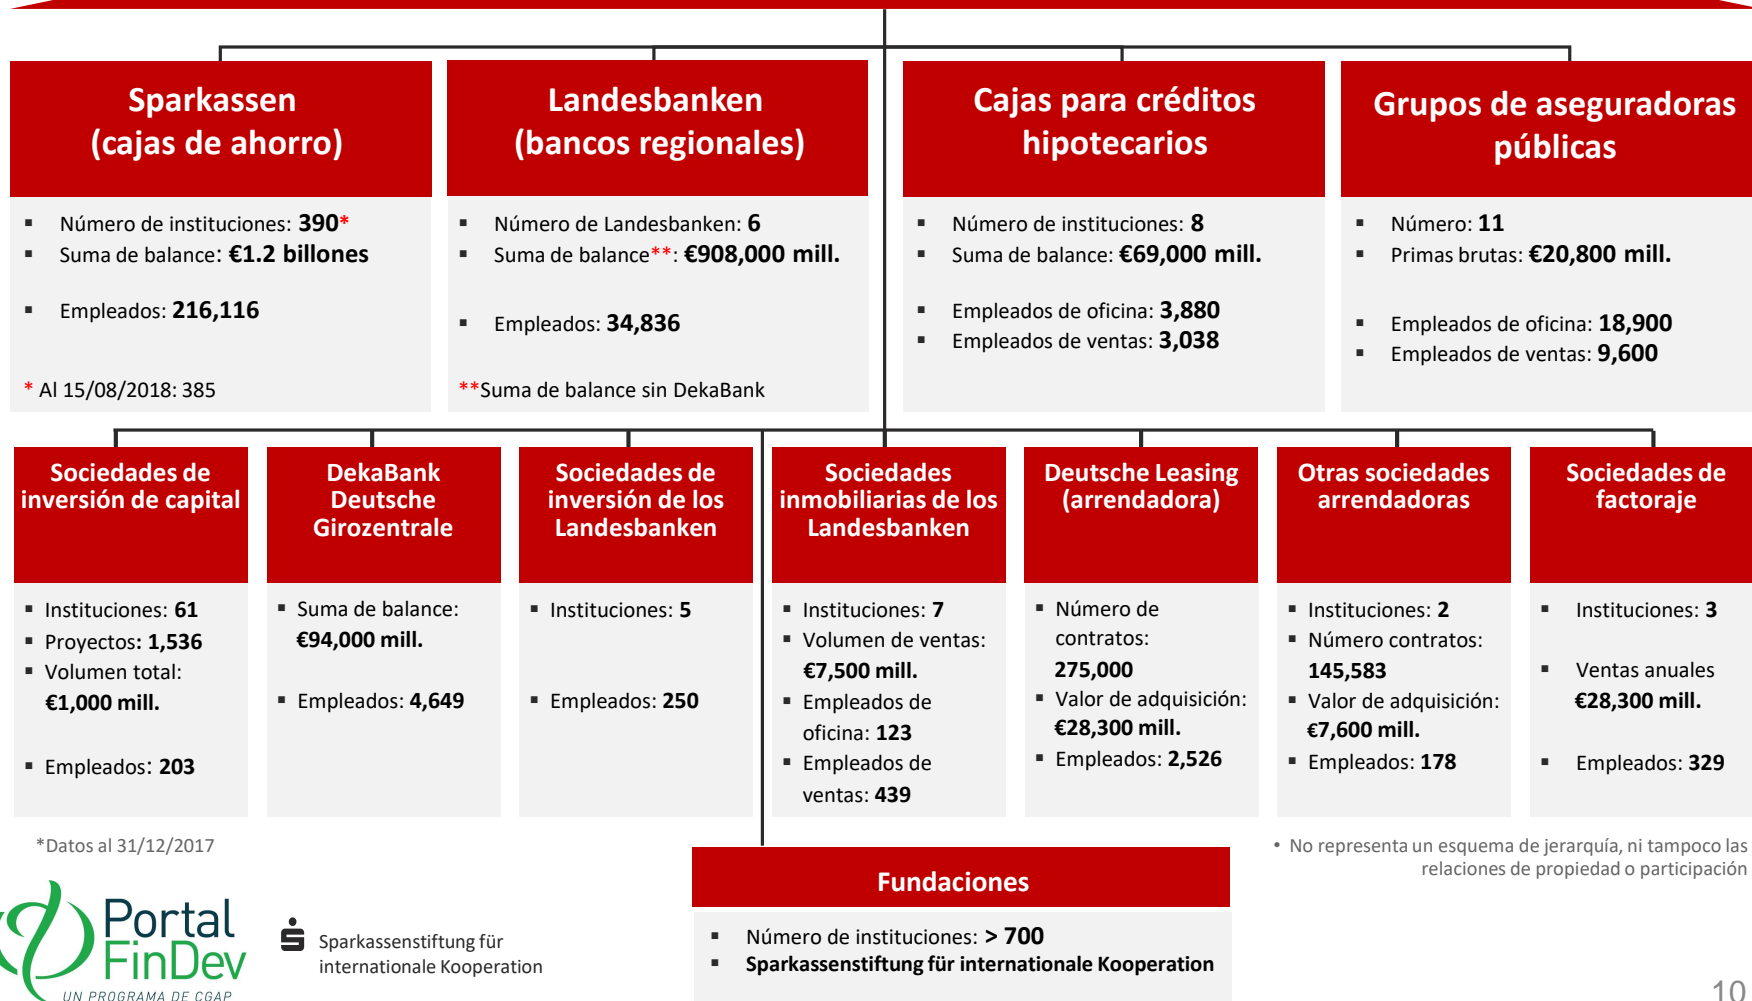 Sparkassen
(cajas de ahorro)
▪ Número de instituciones: 390*
▪ Suma de balance: €1.2 billones
▪ Empleados: 216,116
* Al 15/08/2018: 385
Landesbanken
(bancos regionales)
▪ Número de Landesbanken: 6
▪ Suma de balance**: €908,000 mill.
▪ Empleados: 34,836
**Suma de balance sin DekaBank
Cajas para créditos
hipotecarios
▪ Número de instituciones: 8
▪ Suma de balance: €69,000 mill.
▪ Empleados de oficina: 3,880
▪ Empleados de ventas: 3,038
Grupos de aseguradoras
públicas
▪ Número: 11
▪ Primas brutas: €20,800 mill.
▪ Empleados de oficina: 18,900
▪ Empleados de ventas: 9,600
Sociedades de
inversión de capital
▪ Instituciones: 61
▪ Proyectos: 1,536
▪ Volumen total:
€1,000 mill.
▪ Empleados: 203
DekaBank
Deutsche
Girozentrale
▪ Suma de balance:
€94,000 mill.
▪ Empleados: 4,649
Sociedades de
inversión de los
Landesbanken
▪ Instituciones: 5
▪ Empleados: 250
Sociedades
inmobiliarias de los
Landesbanken
▪ Instituciones: 7
▪ Volumen de ventas:
€7,500 mill.
▪ Empleados de
oficina: 123
▪ Empleados de
ventas: 439
Deutsche Leasing
(arrendadora)
▪ Número de
contratos:
275,000
▪ Valor de adquisición:
€28,300 mill.
▪ Empleados: 2,526
Otras sociedades
arrendadoras
▪ Instituciones: 2
▪ Número contratos:
145,583
▪ Valor de adquisición:
€7,600 mill.
▪ Empleados: 178
Sociedades de
factoraje
▪ Instituciones: 3
▪ Ventas anuales
€28,300 mill.
▪ Empleados: 329
*Datos al 31/12/2017
• No representa un esquema de jerarquía, ni tampoco las
relaciones de propiedad o participación
Fundaciones
▪ Número de instituciones: > 700
▪ Sparkassenstiftung für internationale Kooperation
Portal
FinDev
UN PROGRAMA DE CGAP
Sparkassenstiftung für
internationale Kooperation
10